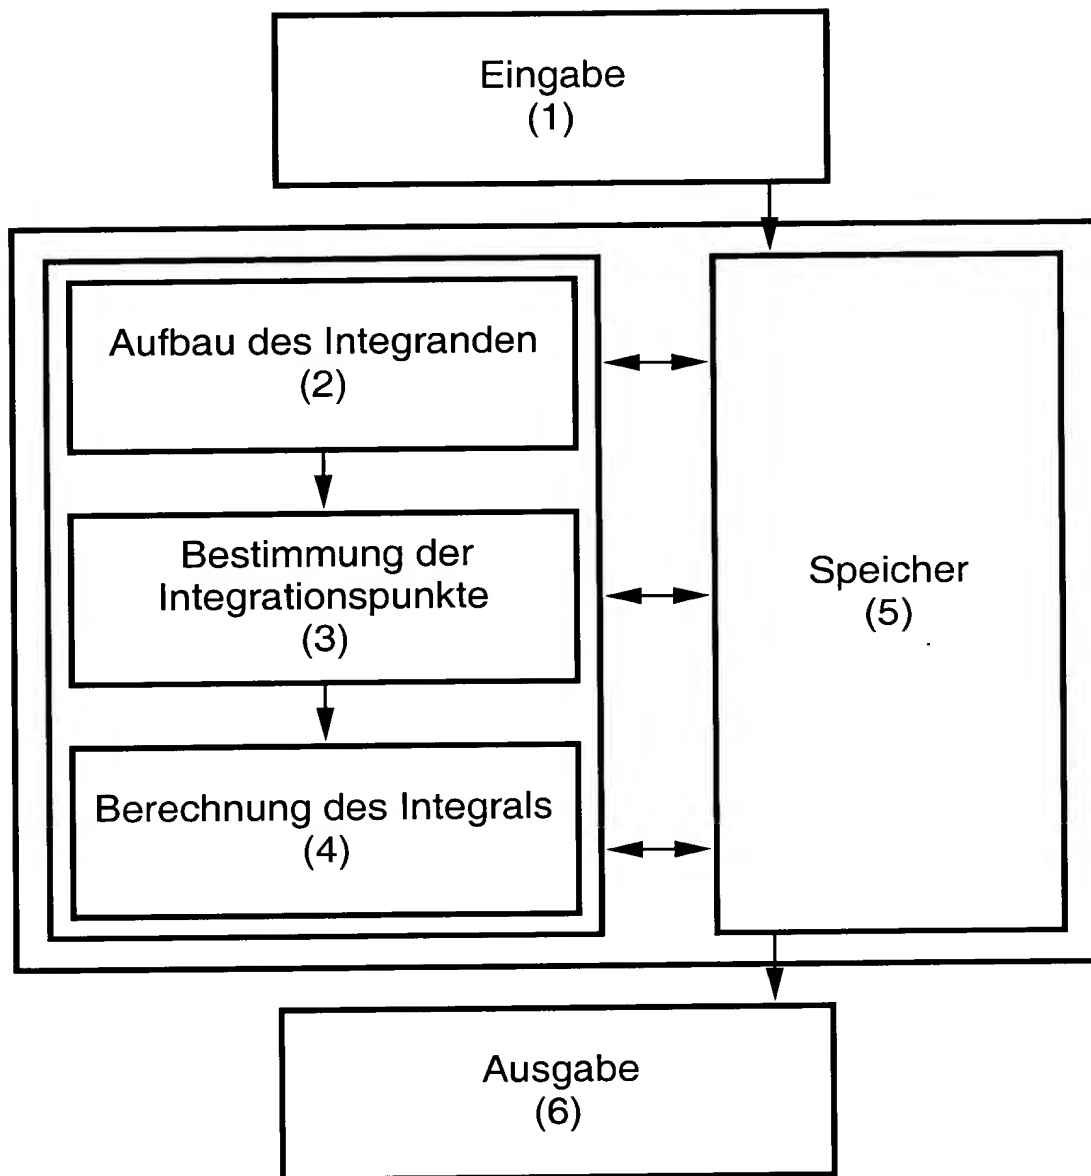 Eingabe
(1)
Aufbau des Integranden
(2)
Bestimmung der
Integrationspunkte
(3)
Berechnung des Integrals
(4)
Speicher
(5)
Ausgabe
(6)